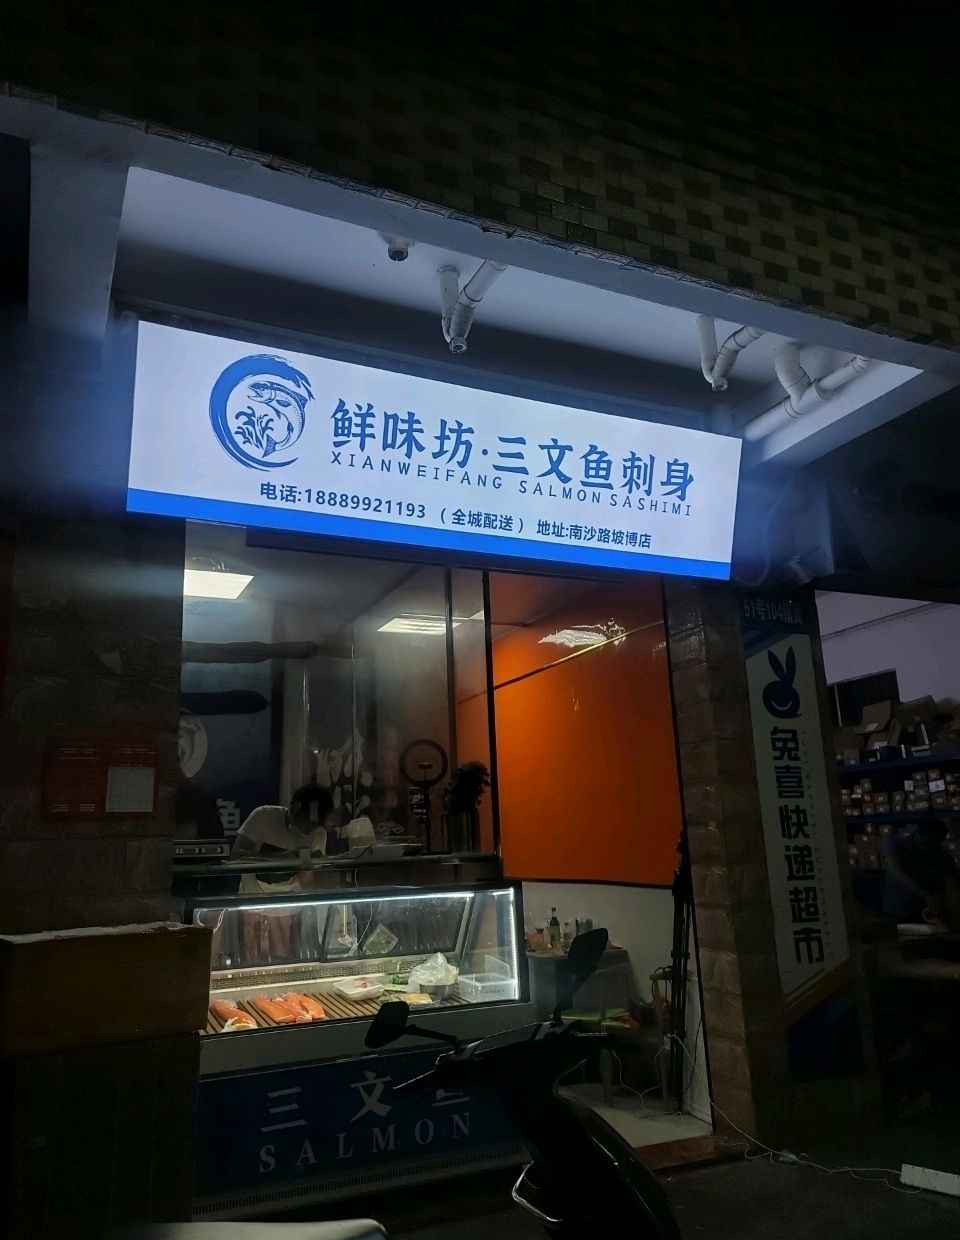 鲜味坊·三文鱼刺身
XIANWEIFANG SALMON SASHIMI
电话:18889921193 （全城配送） 地址:南沙路坡博店
51号104铺面
兔喜快递超市
鱼
三文鱼
SALMON